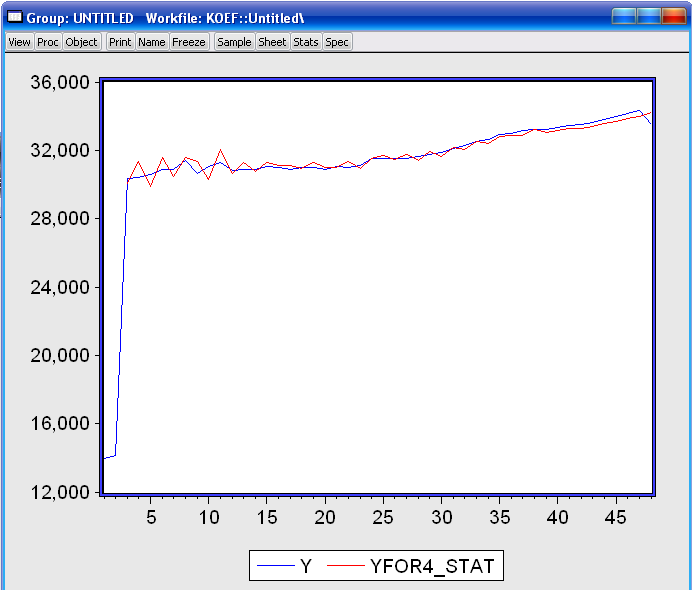 Group: UNTITLED   Workfile: KOEF::Untitled\
View Proc Object Print Name Freeze Sample Sheet Stats Spec
36,000
32,000
28,000
24,000
20,000
16,000
12,000
5 10 15 20 25 30 35 40 45
Y YFOR4_STAT